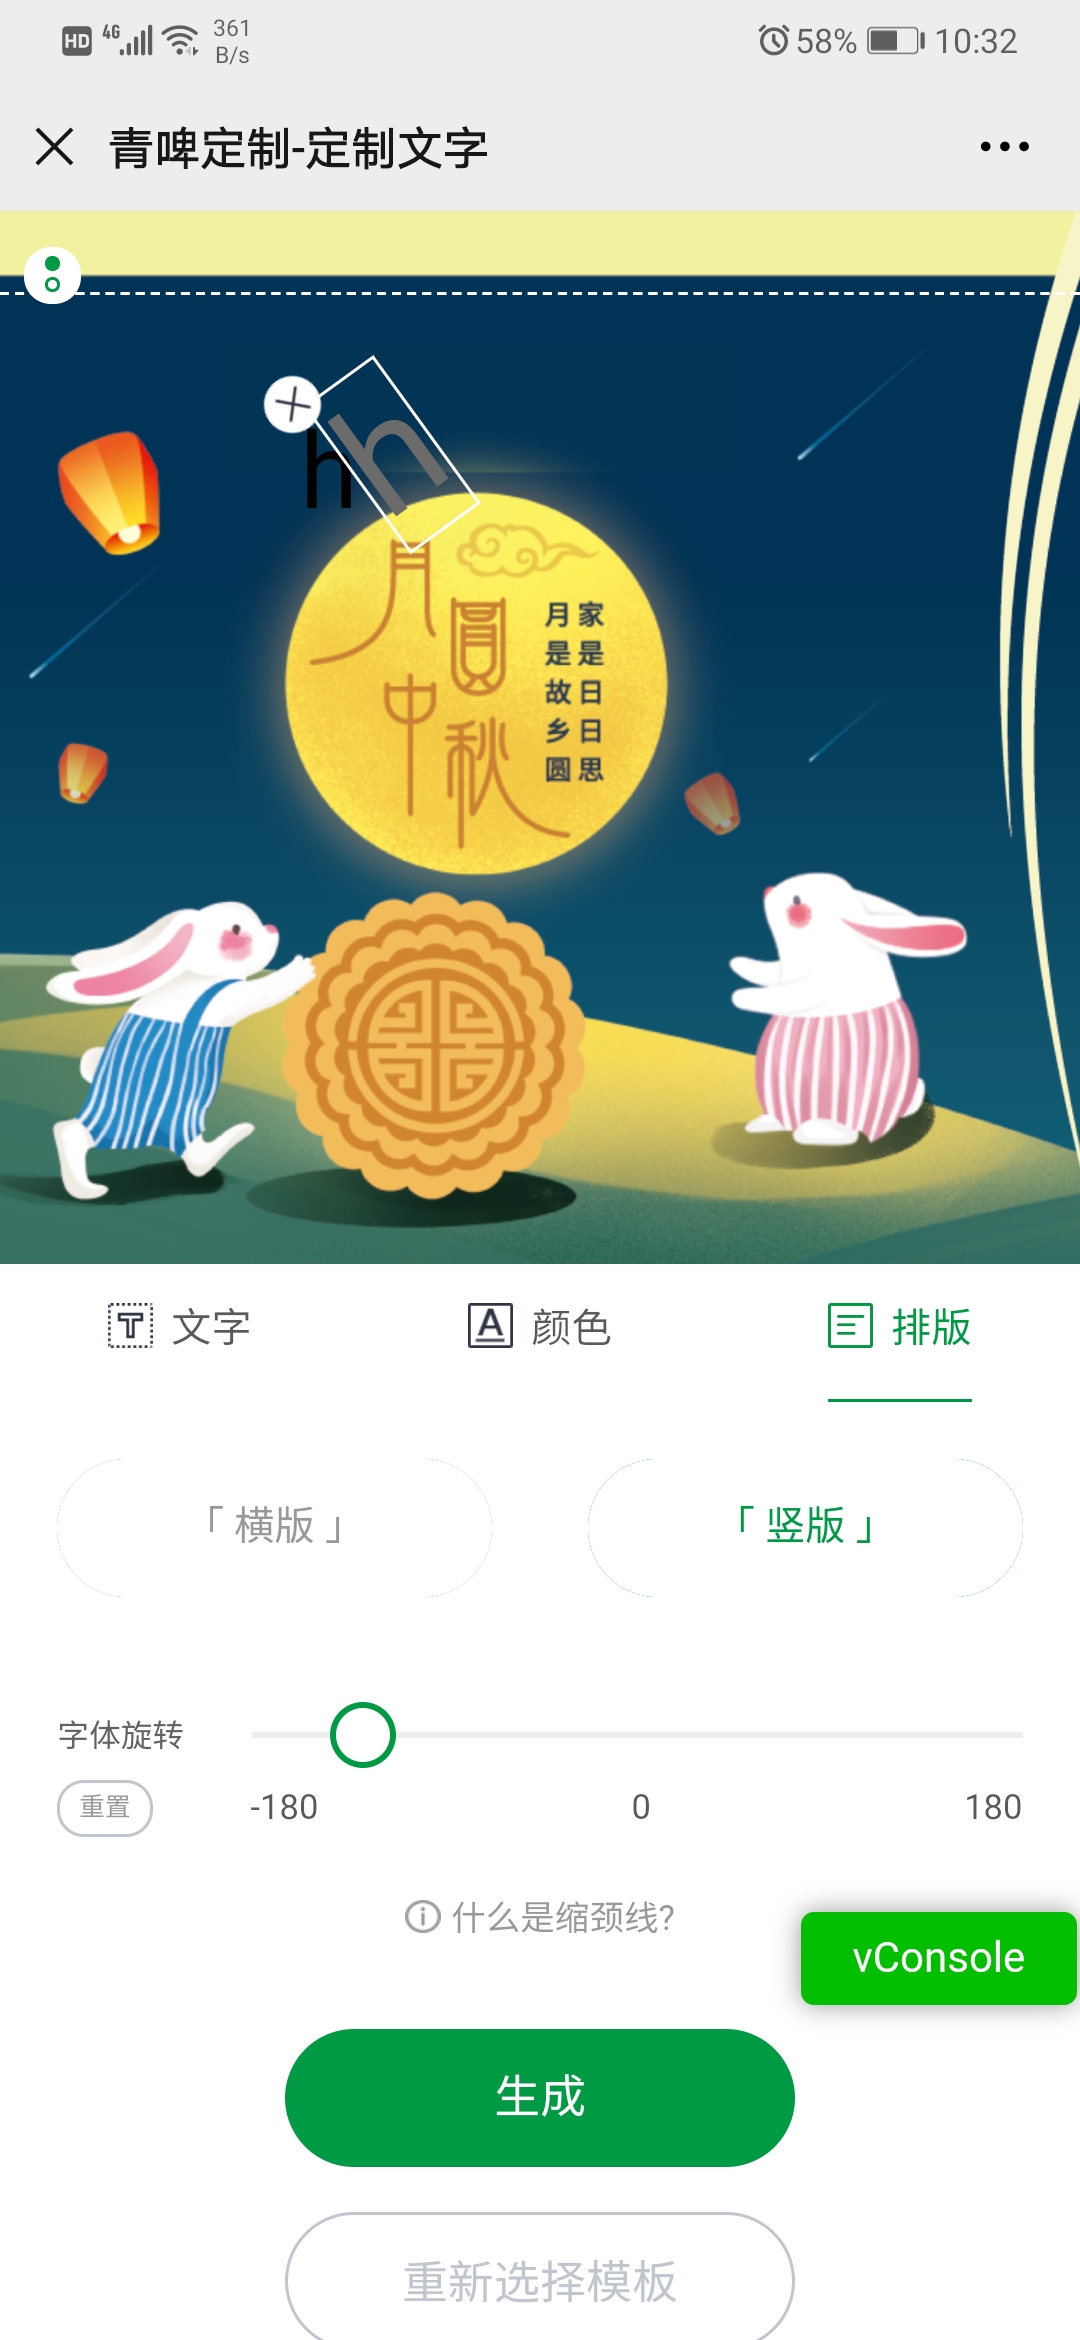 HD 4G 361 B/s 58% 10:32
青啤定制-定制文字
h
h
月圓中秋
家是日日思
月是故乡圆
文字 颜色 排版
「 横版 」 「 竖版 」
字体旋转
重置 -180 0 180
什么是缩颈线?
vConsole
生成
重新选择模板